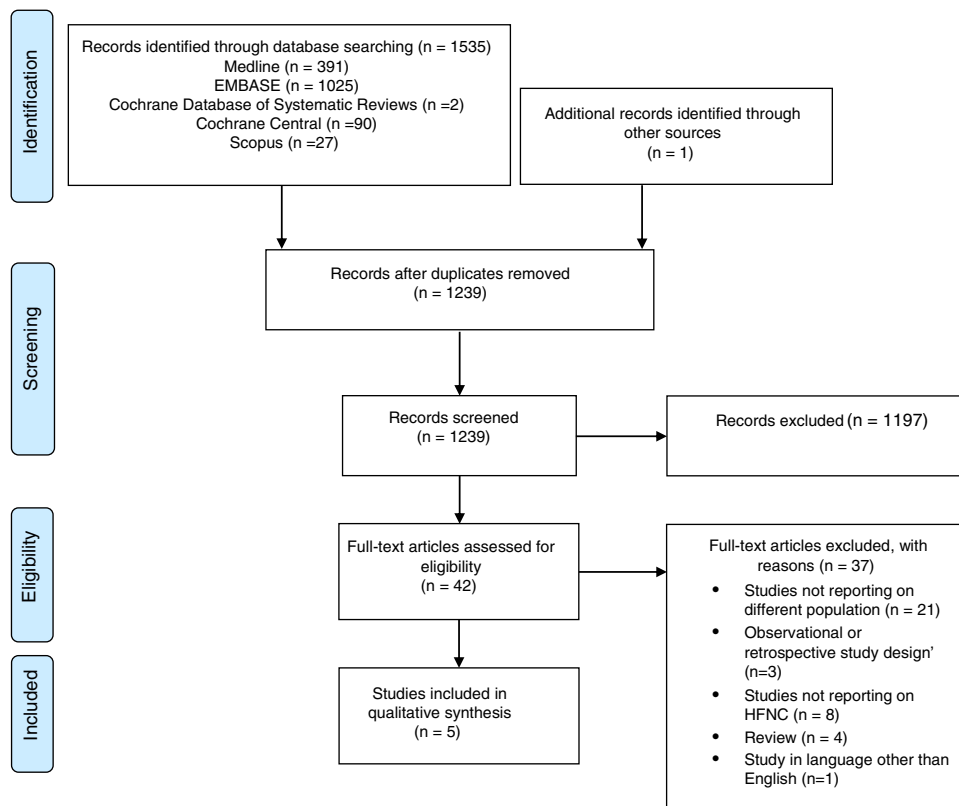 Identification
Records identified through database searching (n = 1535)
Medline (n = 391)
EMBASE (n = 1025)
Cochrane Database of Systematic Reviews (n =2)
Cochrane Central (n =90)
Scopus (n =27)
Additional records identified through
other sources
(n = 1)
Screening
Records after duplicates removed
(n = 1239)
Records screened
(n = 1239)
Records excluded (n = 1197)
Eligibility
Full-text articles assessed for
eligibility
(n = 42)
Full-text articles excluded, with
reasons (n = 37)
• Studies not reporting on
different population (n = 21)
• Observational or
retrospective study design’
(n=3)
• Studies not reporting on
HFNC (n = 8)
• Review (n = 4)
• Study in language other than
English (n=1)
Included
Studies included in
qualitative synthesis
(n = 5)